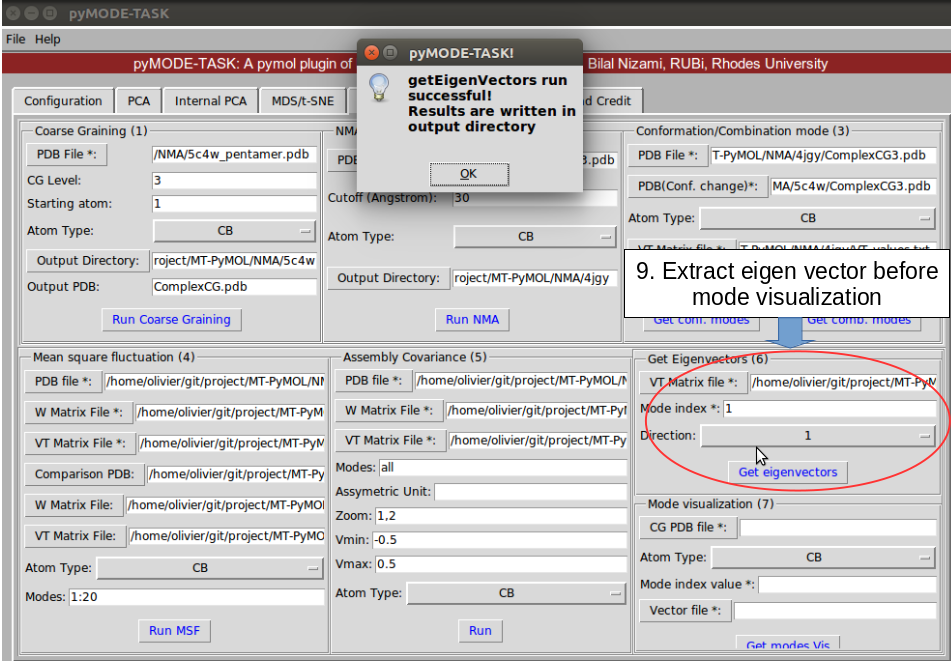 pyMODE-TASK
File Help
pyMODE-TASK: A pymol plugin of
Bilal Nizami, RUBi, Rhodes University
pyMODE-TASK!
getEigenVectors run
successful!
Results are written in
output directory
OK
Configuration
PCA
Internal PCA
MDS/t-SNE
d Credit
Coarse Graining (1)
PDB File *: /NMA/5c4w_pentamer.pdb
CG Level: 3
Starting atom: 1
Atom Type: CB
Output Directory: roject/MT-PyMOL/NMA/5c4w
Output PDB: ComplexCG.pdb
Run Coarse Graining
NMA
PDB
3.pdb
Cutoff (Angstrom): 30
Atom Type: CB
Output Directory: roject/MT-PyMOL/NMA/4jgy
Run NMA
Conformation/Combination mode (3)
PDB File *: T-PyMOL/NMA/4jgy/ComplexCG3.pdb
PDB(Conf. change)*: MA/5c4w/ComplexCG3.pdb
Atom Type: CB
VT Matrix file *: T-PyMOL/NMA/4jgy/VT_values.txt
9. Extract eigen vector before
mode visualization
Get conf. modes
Get comb. modes
Mean square fluctuation (4)
PDB file *: /home/olivier/git/project/MT-PyMOL/N
W Matrix File *: /home/olivier/git/project/MT-PyM
VT Matrix File *: /home/olivier/git/project/MT-PyM
Comparison PDB: /home/olivier/git/project/MT-Py
W Matrix File: /home/olivier/git/project/MT-PyMO
VT Matrix File: /home/olivier/git/project/MT-PyMO
Atom Type: CB
Modes: 1:20
Run MSF
Assembly Covariance (5)
PDB file *: /home/olivier/git/project/MT-PyMOL/N
W Matrix File *: /home/olivier/git/project/MT-PyM
VT Matrix File *: /home/olivier/git/project/MT-PyM
Modes: all
Assymetric Unit:
Zoom: 1,2
Vmin: -0.5
Vmax: 0.5
Atom Type: CB
Run
Get Eigenvectors (6)
VT Matrix file *: /home/olivier/git/project/MT-PyM
Mode index *: 1
Direction: 1
Get eigenvectors
Mode visualization (7)
CG PDB file *:
Atom Type: CB
Mode index value *:
Vector file *:
Get modes Vis